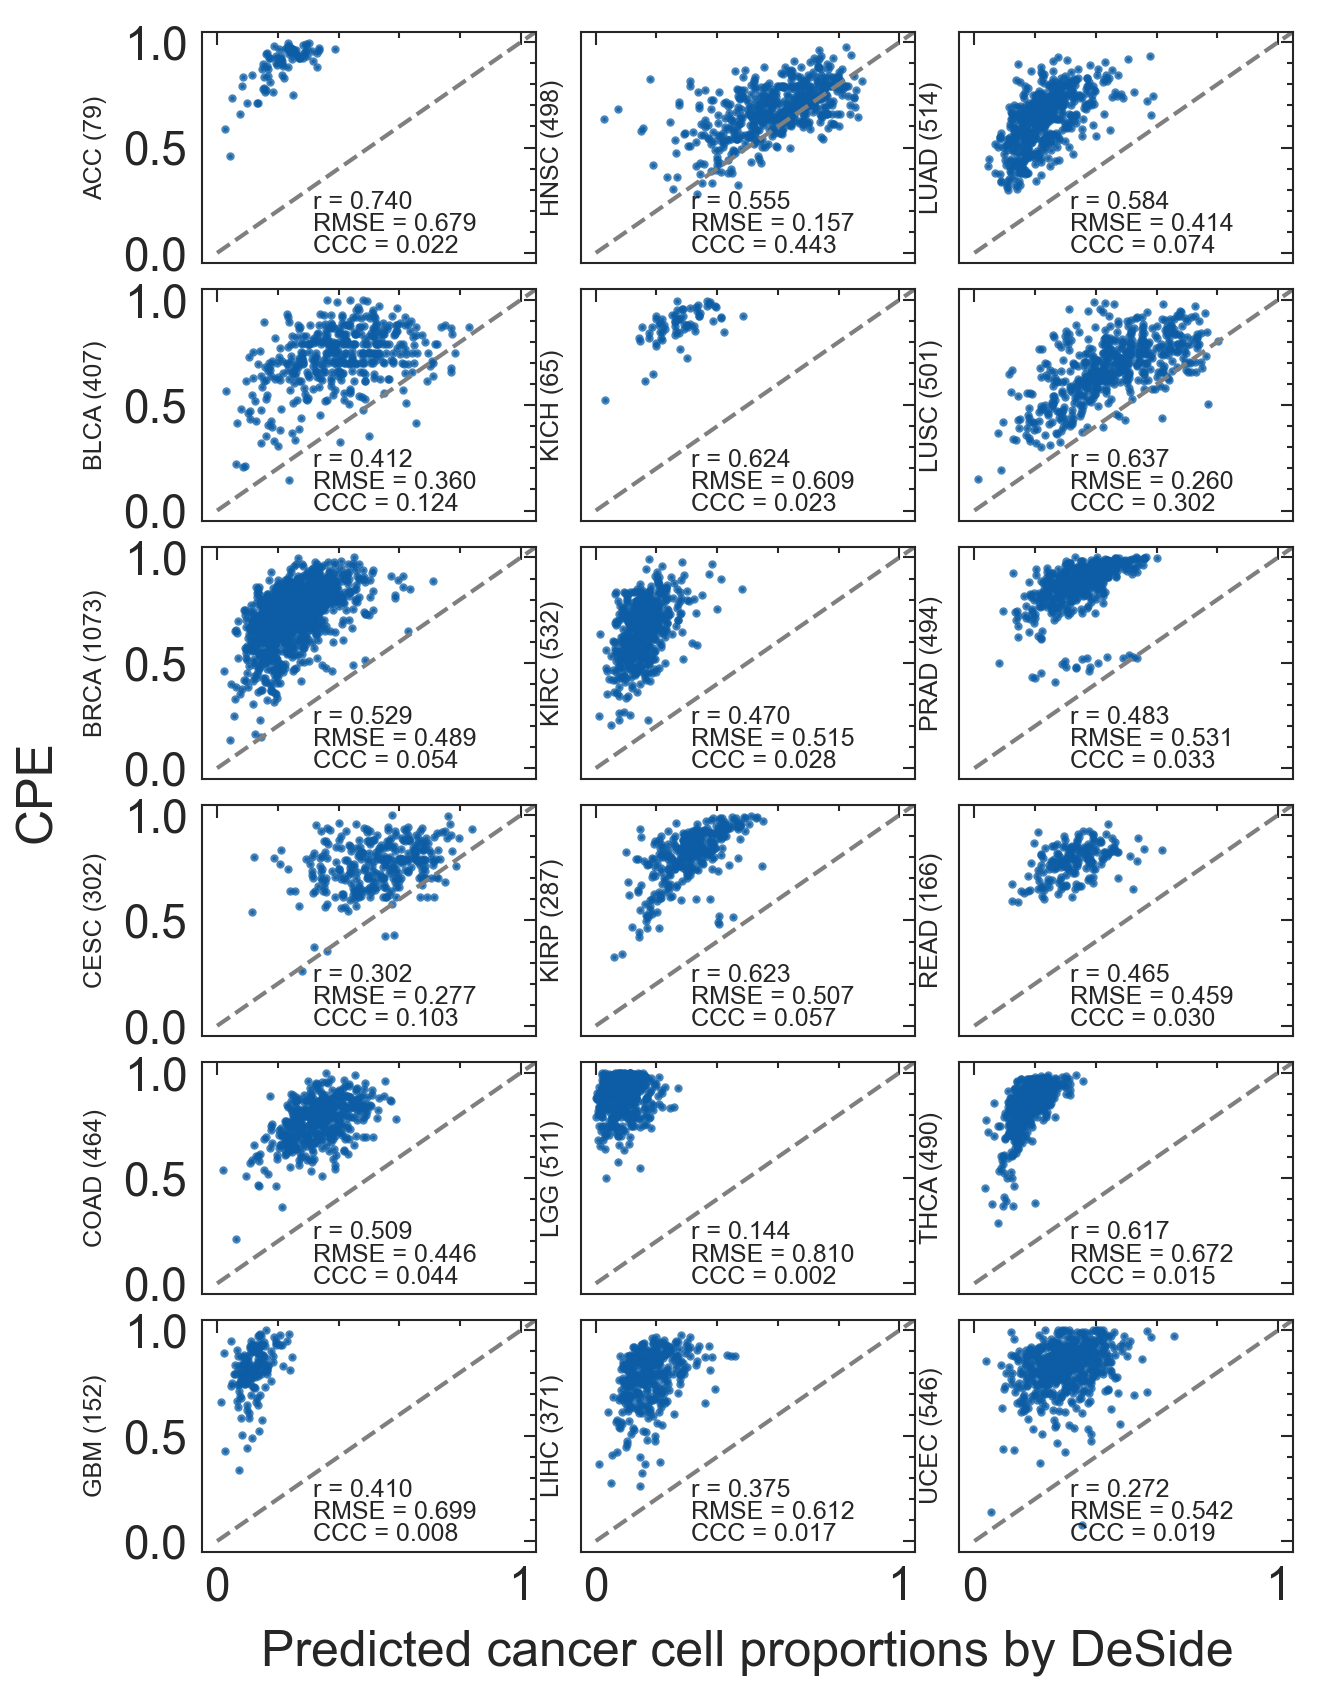 1.0
0.5
0.0
ACC (79)
r = 0.740
RMSE = 0.679
CCC = 0.022
HNSC (498)
r = 0.555
RMSE = 0.157
CCC = 0.443
LUAD (514)
r = 0.584
RMSE = 0.414
CCC = 0.074
1.0
0.5
0.0
BLCA (407)
r = 0.412
RMSE = 0.360
CCC = 0.124
KICH (65)
r = 0.624
RMSE = 0.609
CCC = 0.023
LUSC (501)
r = 0.637
RMSE = 0.260
CCC = 0.302
1.0
0.5
0.0
BRCA (1073)
r = 0.529
RMSE = 0.489
CCC = 0.054
KIRC (532)
r = 0.470
RMSE = 0.515
CCC = 0.028
PRAD (494)
r = 0.483
RMSE = 0.531
CCC = 0.033
CPE
1.0
0.5
0.0
CESC (302)
r = 0.302
RMSE = 0.277
CCC = 0.103
KIRP (287)
r = 0.623
RMSE = 0.507
CCC = 0.057
READ (166)
r = 0.465
RMSE = 0.459
CCC = 0.030
1.0
0.5
0.0
COAD (464)
r = 0.509
RMSE = 0.446
CCC = 0.044
LGG (511)
r = 0.144
RMSE = 0.810
CCC = 0.002
THCA (490)
r = 0.617
RMSE = 0.672
CCC = 0.015
1.0
0.5
0.0
GBM (152)
r = 0.410
RMSE = 0.699
CCC = 0.008
LIHC (371)
r = 0.375
RMSE = 0.612
CCC = 0.017
UCEC (546)
r = 0.272
RMSE = 0.542
CCC = 0.019
0 1 0 1 0 1
Predicted cancer cell proportions by DeSide